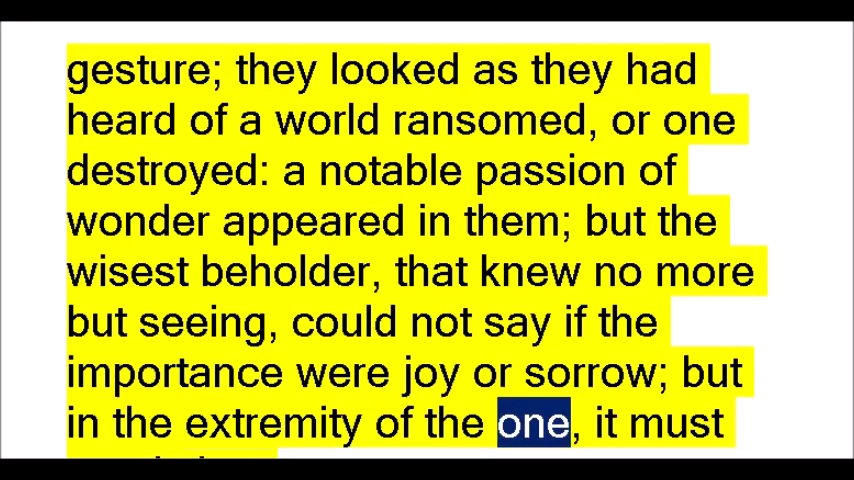 gesture; they looked as they had
heard of a world ransomed, or one
destroyed: a notable passion of
wonder appeared in them; but the
wisest beholder, that knew no more
but seeing, could not say if the
importance were joy or sorrow; but
in the extremity of the one, it must